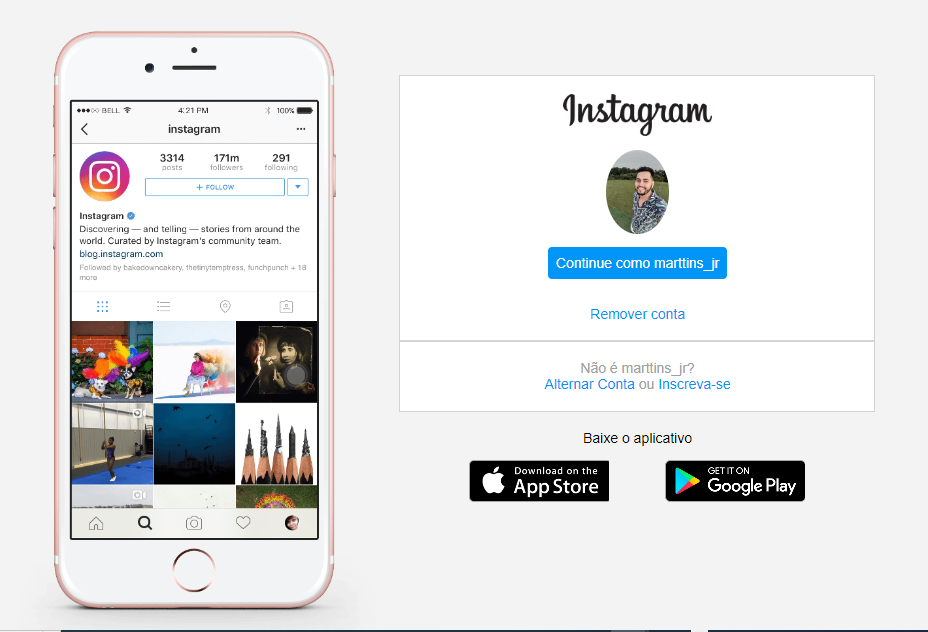 ●●●○○ BELL 4:21 PM 100%
instagram
3314 171m 291
posts followers following
+ FOLLOW
Instagram
Discovering — and telling — stories from around the
world. Curated by Instagram's community team.
blog.instagram.com
Followed by bakedowncakery, thetinytemptress, funchpunch + 18
more
Instagram
Continue como marttins_jr
Remover conta
Não é marttins_jr?
Alternar Conta ou Inscreva-se
Baixe o aplicativo
Download on the
App Store
GET IT ON
Google Play